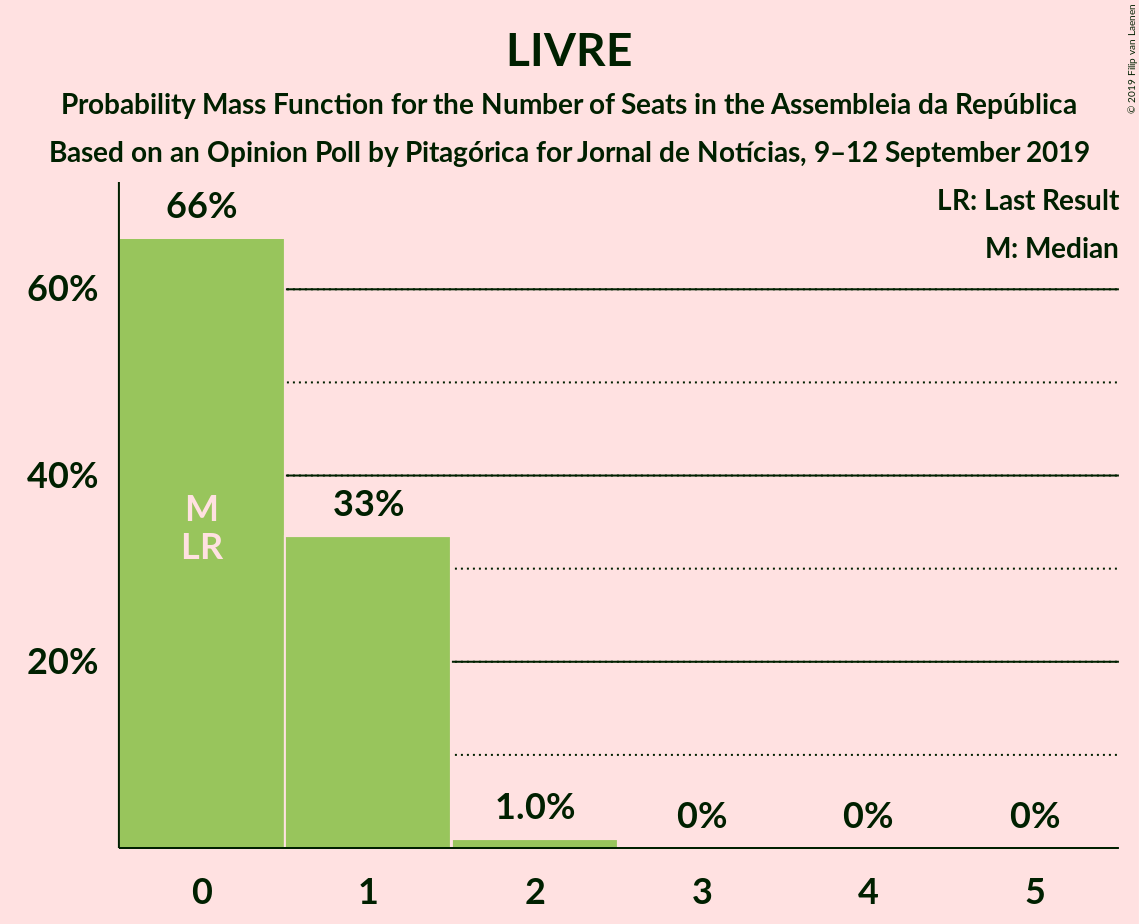 LIVRE
Probability Mass Function for the Number of Seats in the Assembleia da República
Based on an Opinion Poll by Pitagórica for Jornal de Notícias, 9–12 September 2019
© 2019 Filip van Laenen
LR: Last Result
M: Median
66%
60%
40%
33%
M
LR
20%
1.0%
0%
0%
0%
0
1
2
3
4
5